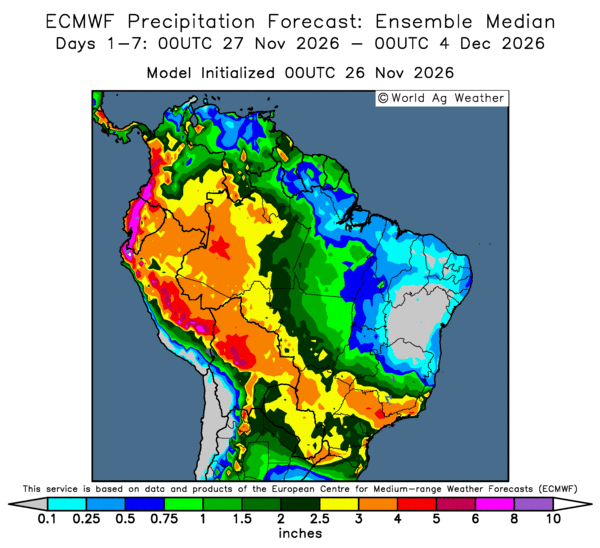 ECMWF Precipitation Forecast: Ensemble Median
Days 1-7: 00UTC 27 Nov 2026 - 00UTC 4 Dec 2026
Model Initialized 00UTC 26 Nov 2026
© World Ag Weather
This service is based on data and products of the European Centre for Medium-range Weather Forecasts (ECMWF)
0.1 0.25 0.5 0.75 1 1.5 2 2.5 3 4 5 6 8 10
inches